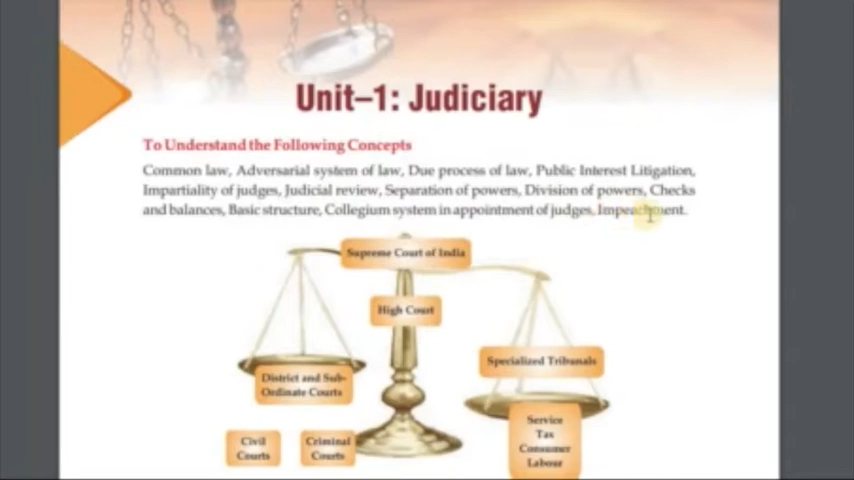 Unit–1: Judiciary
To Understand the Following Concepts
Common law, Adversarial system of law, Due process of law, Public Interest Litigation,
Impartiality of judges, Judicial review, Separation of powers, Division of powers, Checks
and balances, Basic structure, Collegium system in appointment of judges, Impeachment.
Supreme Court of India
High Court
Specialized Tribunals
District and Sub-
Ordinate Courts
Service
Tax
Consumer
Labour
Civil
Courts
Criminal
Courts